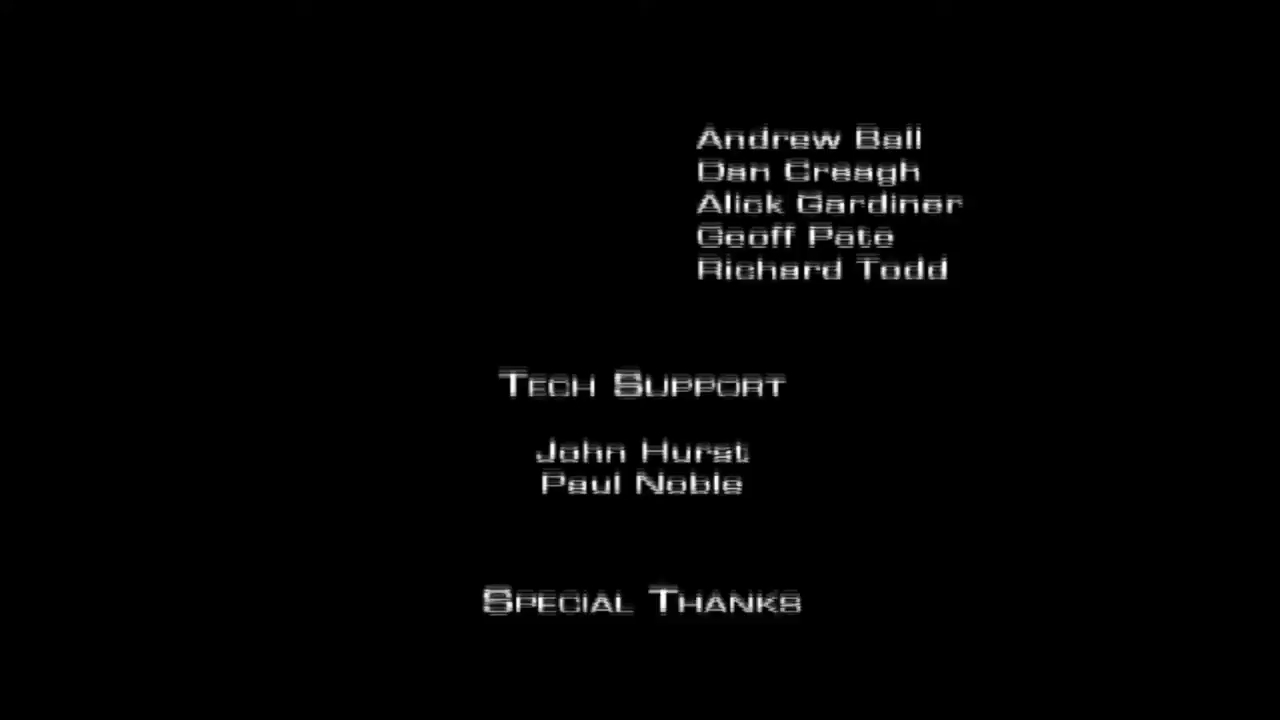 Andrew Ball
Dan Creagh
Alick Gardiner
Geoff Pate
Richard Todd
Tech Support
John Hurst
Paul Noble
Special Thanks